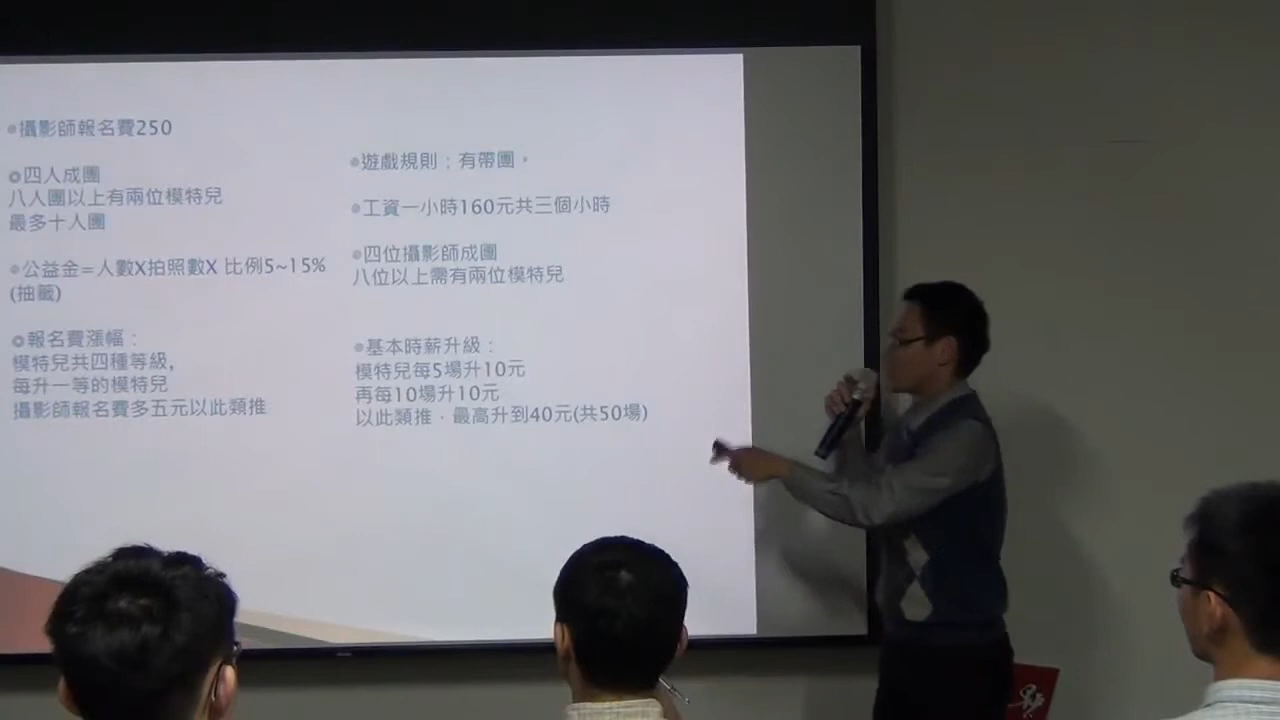 攝影師報名費250
四人成團
八人團以上有兩位模特兒
最多十人團
公益金=人數X拍照數X 比例5~15%
(抽籤)
報名費漲幅：
模特兒共四種等級,
每升一等的模特兒
攝影師報名費多五元以此類推
遊戲規則：有帶團。
工資一小時160元共三個小時
四位攝影師成團
八位以上需有兩位模特兒
基本時薪升級：
模特兒每5場升10元
再每10場升10元
以此類推，最高升到40元(共50場)